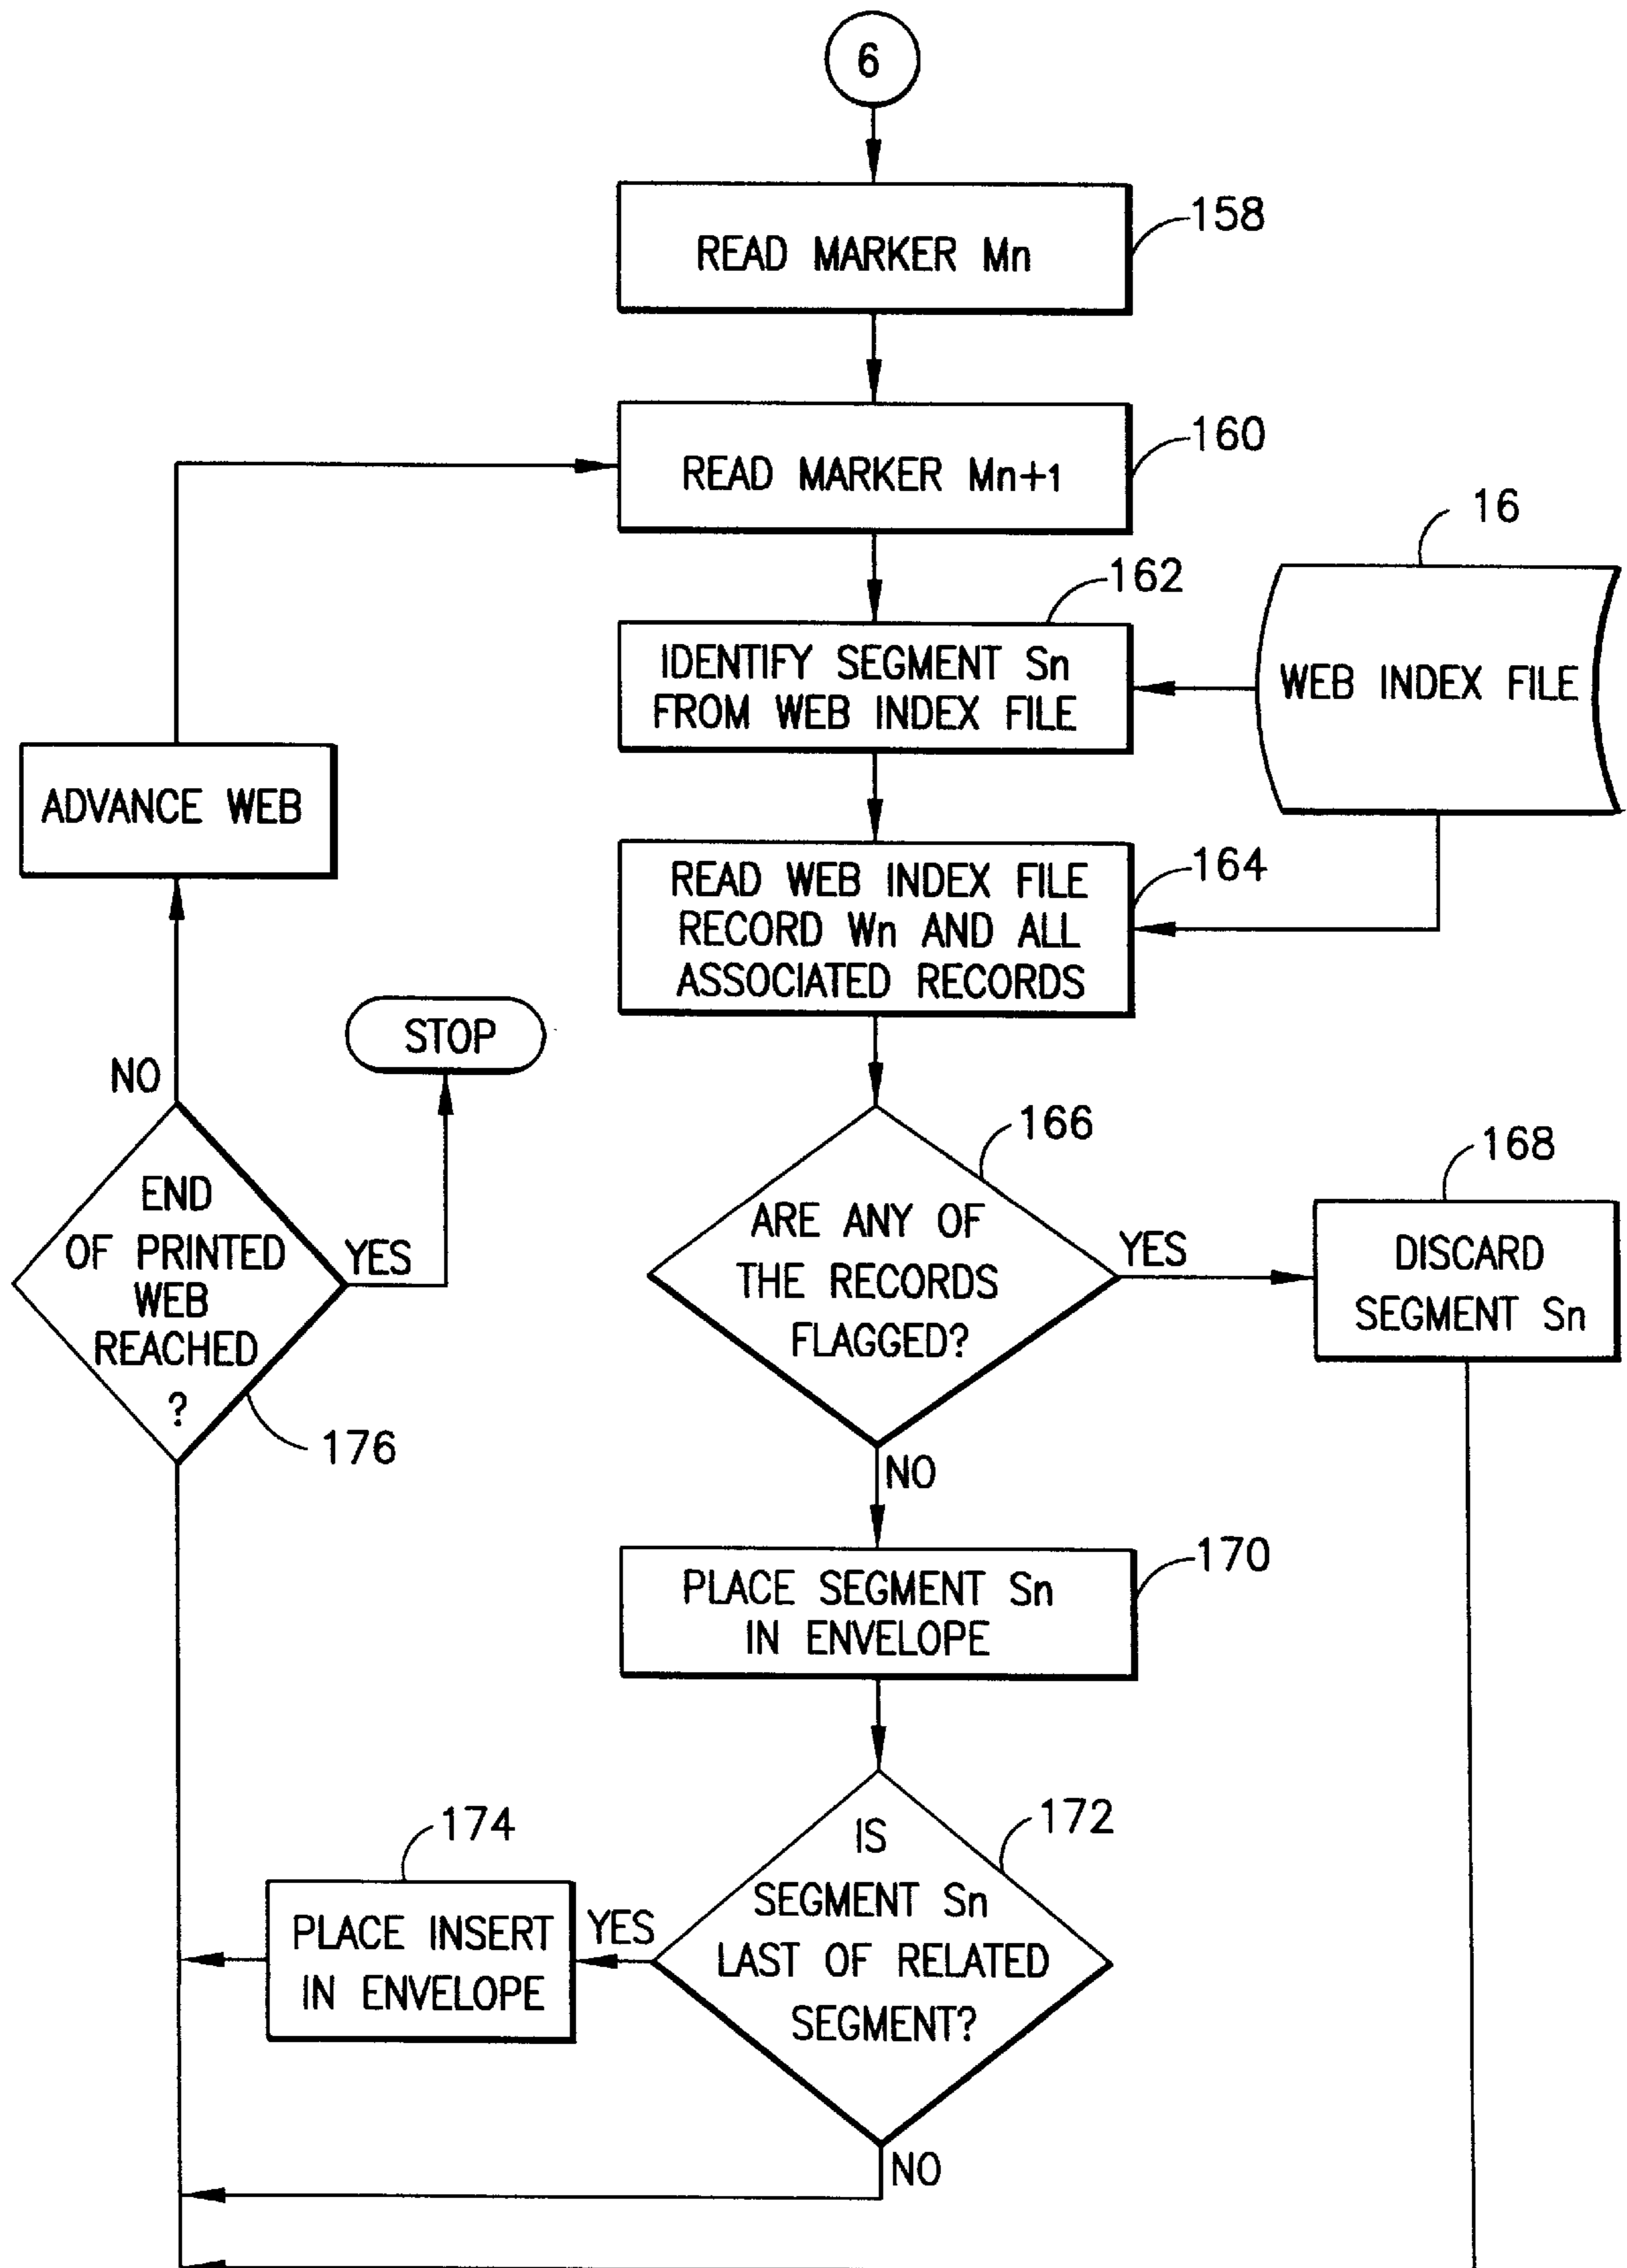 6
READ MARKER Mn
158
READ MARKER Mn+1
160
16
162
IDENTIFY SEGMENT Sn
FROM WEB INDEX FILE
WEB INDEX FILE
ADVANCE WEB
164
READ WEB INDEX FILE
RECORD Wn AND ALL
ASSOCIATED RECORDS
STOP
NO
166
168
END
OF PRINTED
WEB
REACHED
?
YES
176
ARE ANY OF
THE RECORDS
FLAGGED?
YES
DISCARD
SEGMENT Sn
NO
170
PLACE SEGMENT Sn
IN ENVELOPE
174
172
IS
SEGMENT Sn
LAST OF RELATED
SEGMENT?
YES
PLACE INSERT
IN ENVELOPE
NO